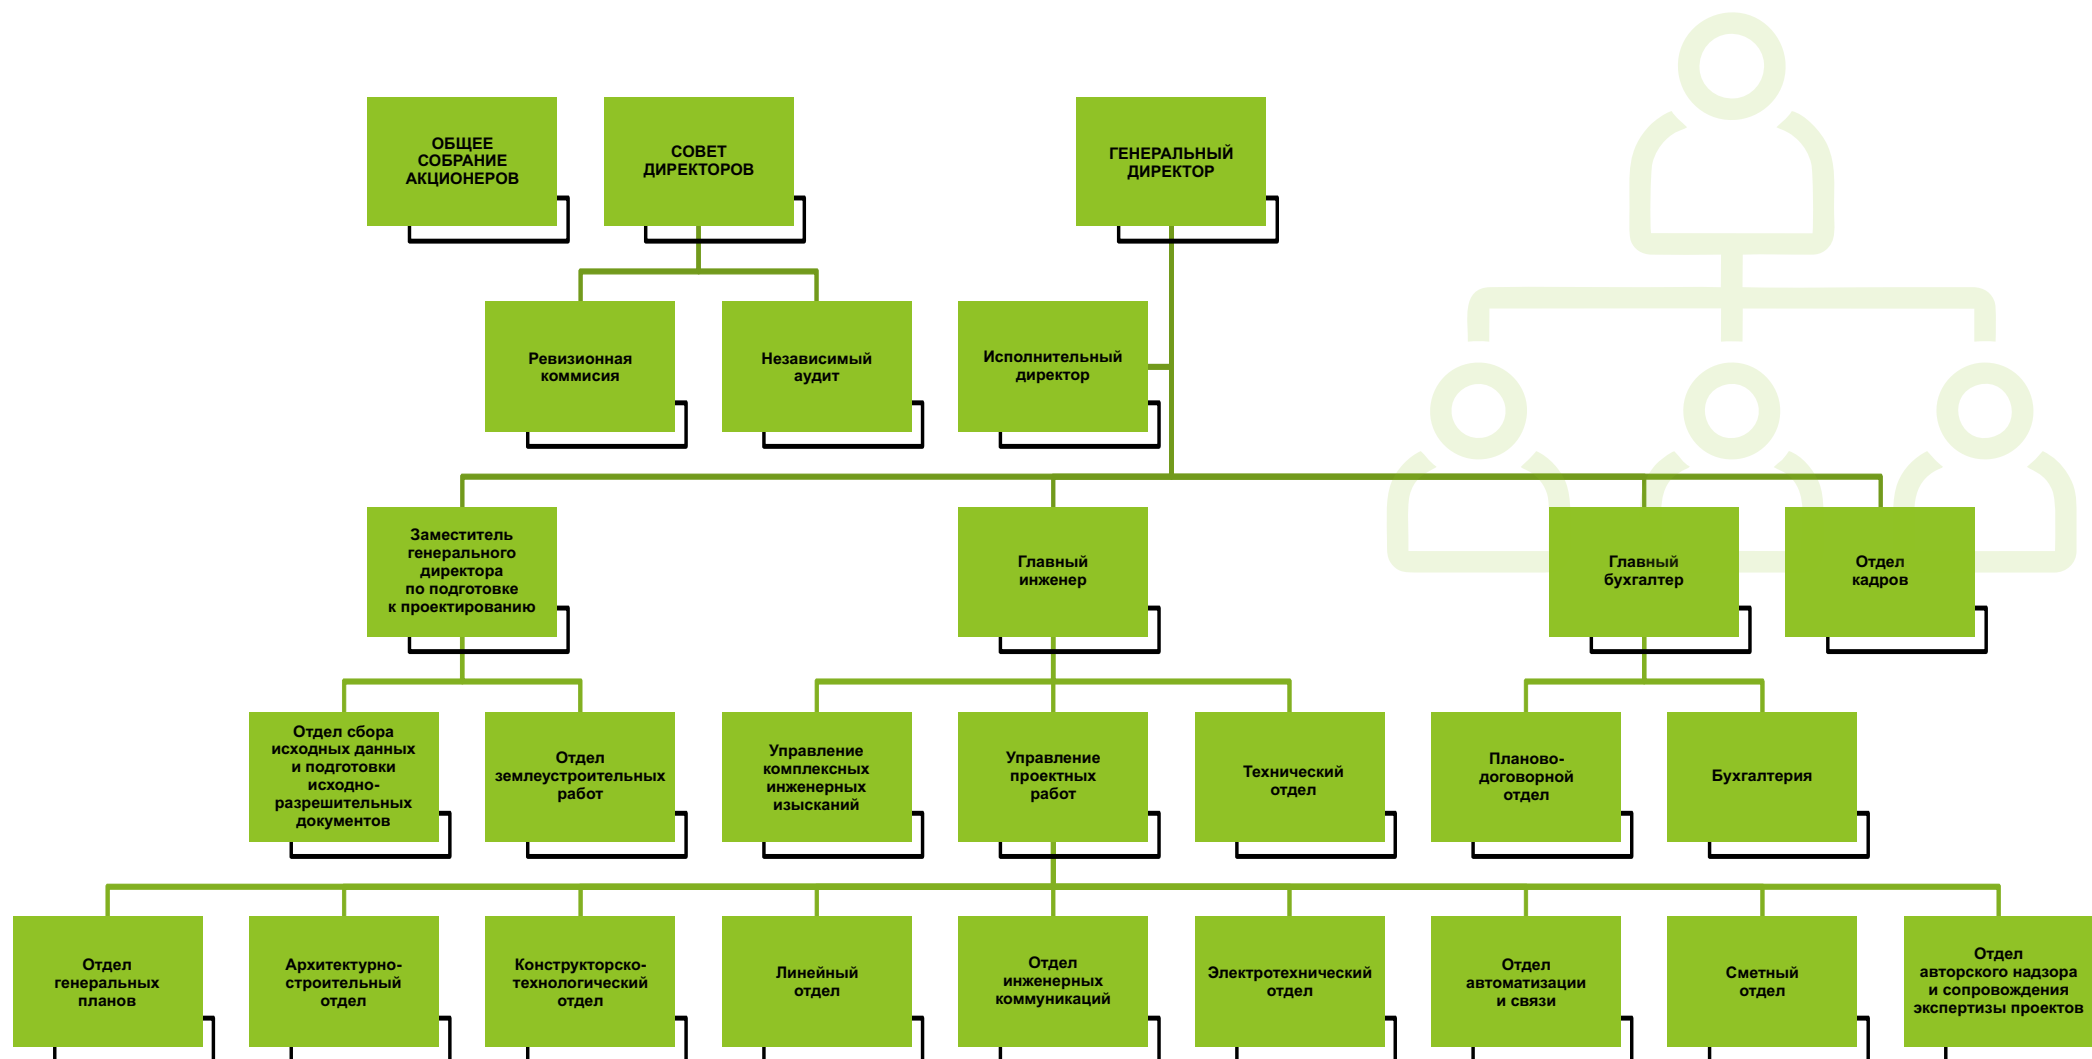 ОБЩЕЕ
СОБРАНИЕ
АКЦИОНЕРОВ
СОВЕТ
ДИРЕКТОРОВ
ГЕНЕРАЛЬНЫЙ
ДИРЕКТОР
Ревизионная
коммисия
Независимый
аудит
Исполнительный
директор
Заместитель
генерального
директора
по подготовке
к проектированию
Главный
инженер
Главный
бухгалтер
Отдел
кадров
Отдел сбора
исходных данных
и подготовки
исходно-
разрешительных
документов
Отдел
землеустроительных
работ
Управление
комплексных
инженерных
изысканий
Управление
проектных
работ
Технический
отдел
Планово-
договорной
отдел
Бухгалтерия
Отдел
генеральных
планов
Архитектурно-
строительный
отдел
Конструкторско-
технологический
отдел
Линейный
отдел
Отдел
инженерных
коммуникаций
Электротехнический
отдел
Отдел
автоматизации
и связи
Сметный
отдел
Отдел
авторского надзора
и сопровождения
экспертизы проектов